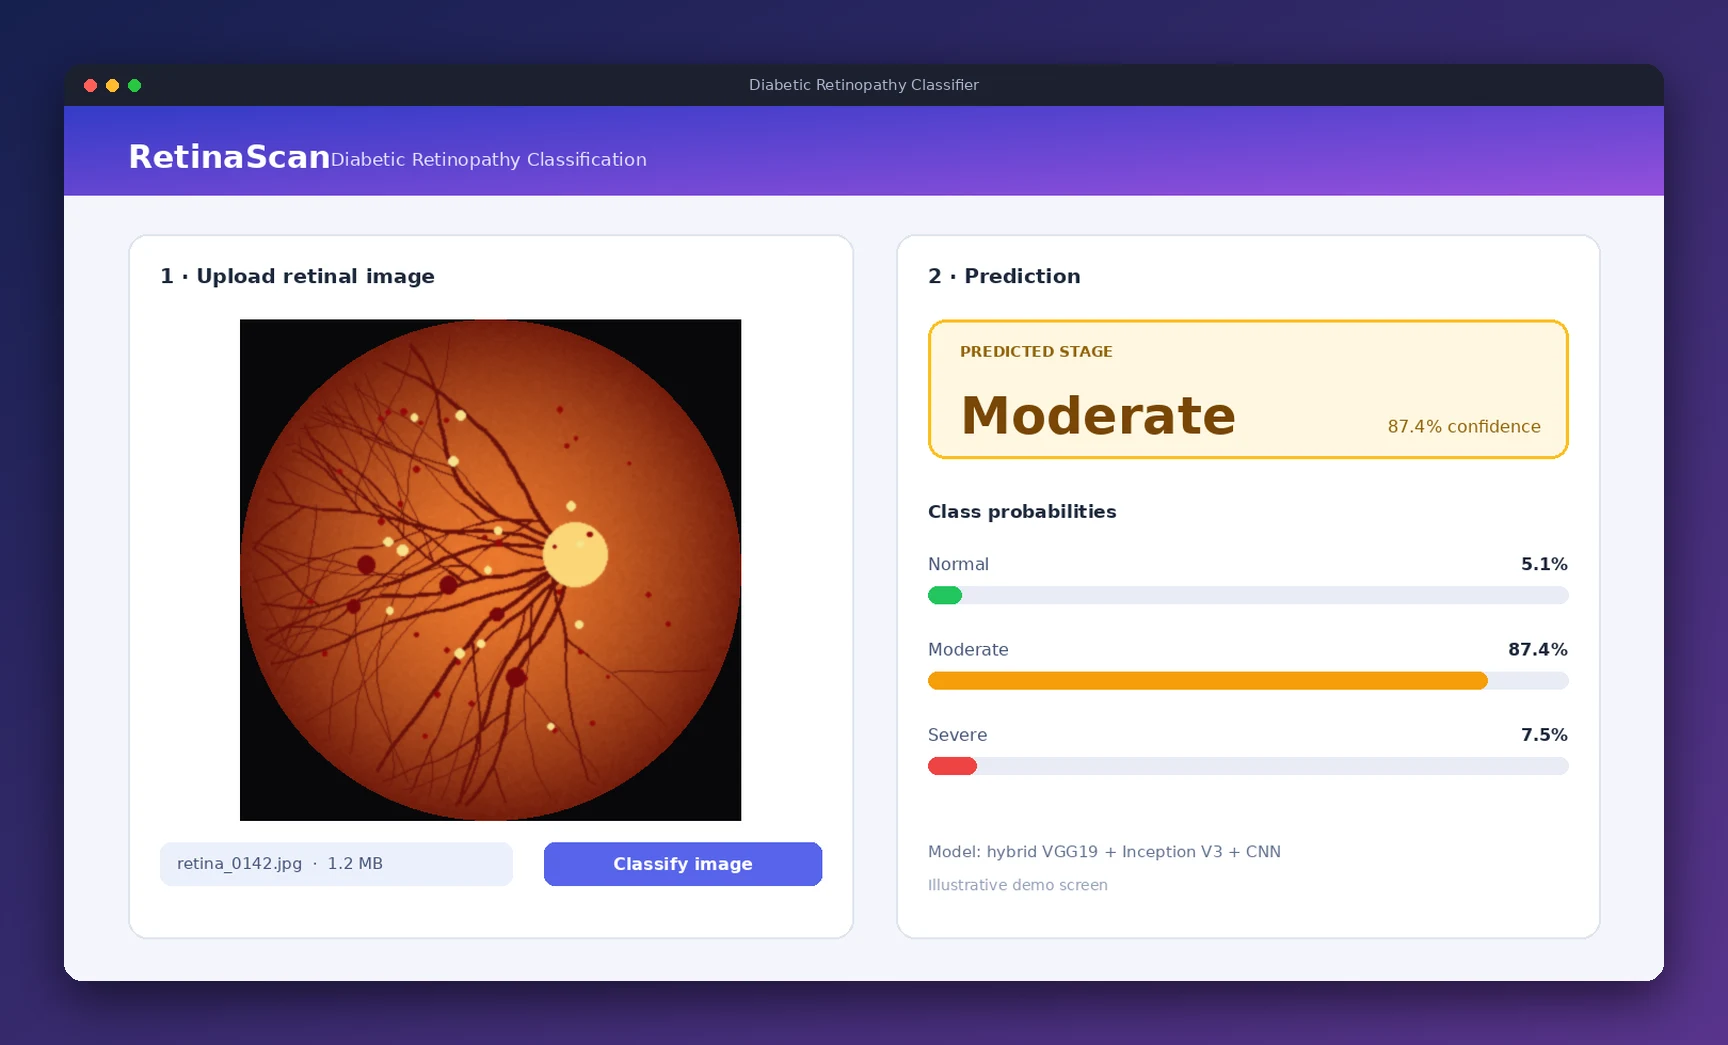 Diabetic Retinopathy Classifier
RetinaScan Diabetic Retinopathy Classification
1 · Upload retinal image
retina_0142.jpg · 1.2 MB
Classify image
2 · Prediction
PREDICTED STAGE
Moderate
87.4% confidence
Class probabilities
Normal 5.1%
Moderate 87.4%
Severe 7.5%
Model: hybrid VGG19 + Inception V3 + CNN
Illustrative demo screen